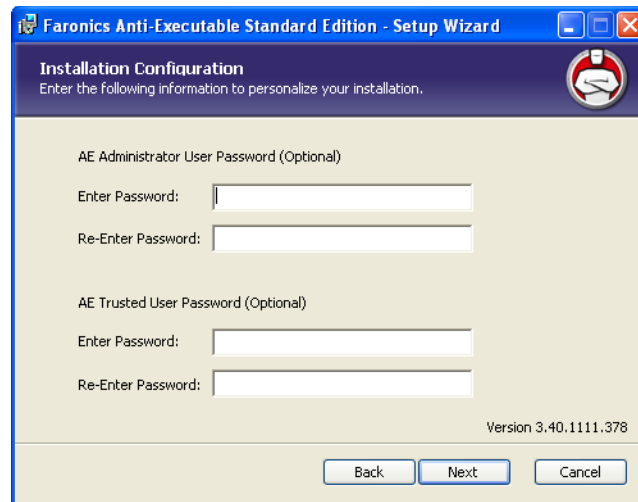 Faronics Anti-Executable Standard Edition - Setup Wizard
Installation Configuration
Enter the following information to personalize your installation.
AE Administrator User Password (Optional)
Enter Password:
Re-Enter Password:
AE Trusted User Password (Optional)
Enter Password:
Re-Enter Password:
Version 3.40.1111.378
Back Next Cancel